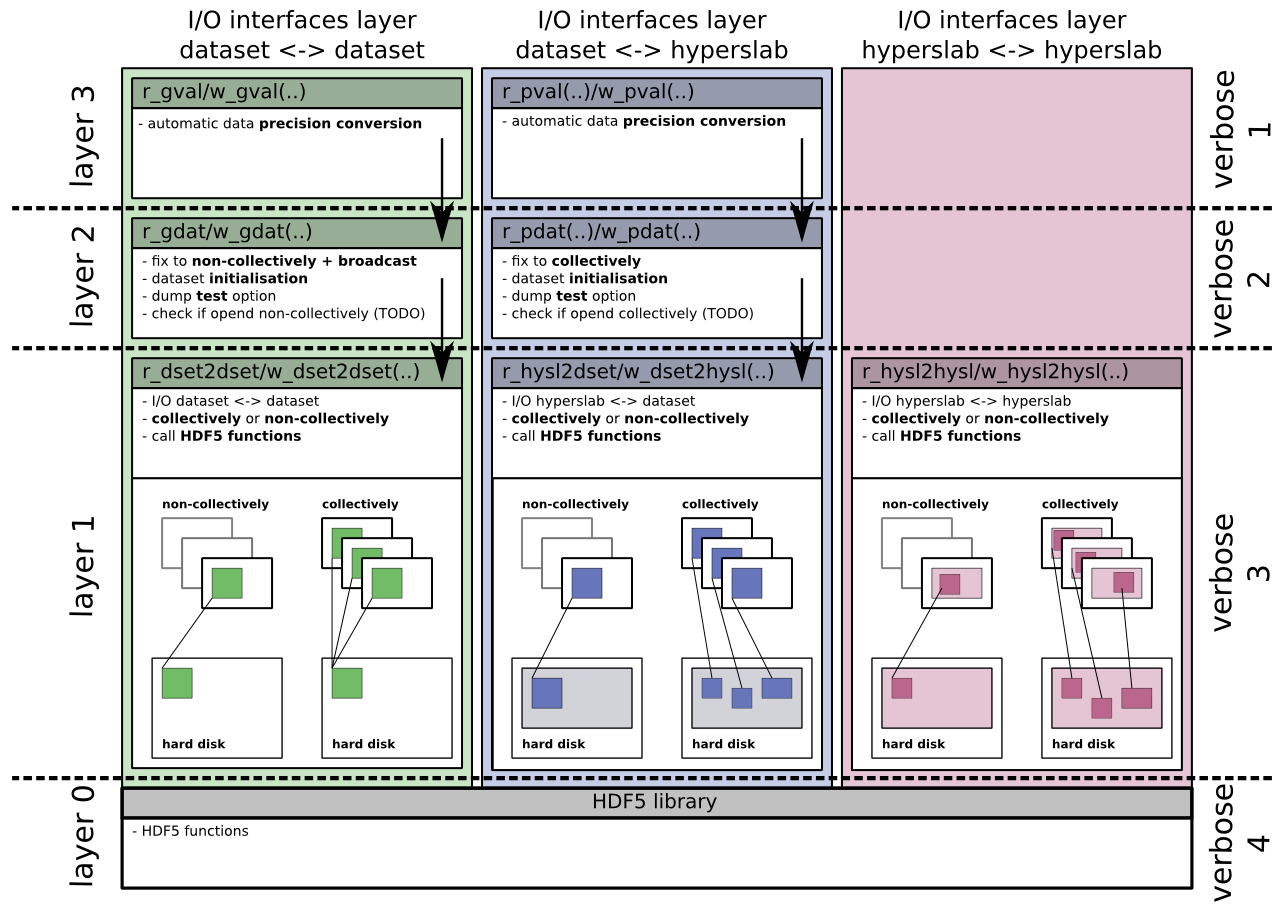 I/O interfaces layer
dataset <-> dataset
I/O interfaces layer
dataset <-> hyperslab
I/O interfaces layer
hyperslab <-> hyperslab
layer 3
r_gval/w_gval(..)
- automatic data precision conversion
r_pval(..)/w_pval(..)
- automatic data precision conversion
verbose
1
layer 2
r_gdat/w_gdat(..)
- fix to non-collectively + broadcast
- dataset initialisation
- dump test option
- check if opend non-collectively (TODO)
r_pdat(..)/w_pdat(..)
- fix to collectively
- dataset initialisation
- dump test option
- check if opend collectively (TODO)
verbose
2
layer 1
r_dset2dset/w_dset2dset(..)
- I/O dataset <-> dataset
- collectively or non-collectively
- call HDF5 functions
non-collectively
collectively
hard disk
hard disk
r_hysl2dset/w_dset2hysl(..)
- I/O hyperslab <-> dataset
- collectively or non-collectively
- call HDF5 functions
non-collectively
collectively
hard disk
hard disk
r_hysl2hysl/w_hysl2hysl(..)
- I/O hyperslab <-> hyperslab
- collectively or non-collectively
- call HDF5 functions
non-collectively
collectively
hard disk
hard disk
verbose
3
layer 0
HDF5 library
- HDF5 functions
verbose
4